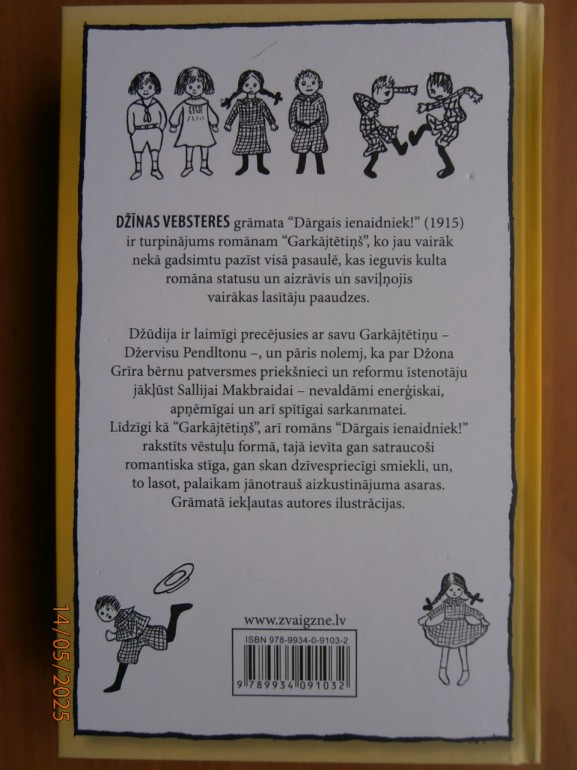 DŽĪNAS VEBSTERES grāmata “Dārgais ienaidniek!” (1915)
ir turpinājums romānam “Garkājtētiņš”, ko jau vairāk
nekā gadsimtu pazīst visā pasaulē, kas ieguvis kulta
romāna statusu un aizrāvis un saviļņojis
vairākas lasītāju paaudzes.
Džūdija ir laimīgi precējusies ar savu Garkājtētiņu –
Džervisu Pendltonu –, un pāris nolemj, ka par Džona
Grīra bērnu patversmes priekšnieci un reformu īstenotāju
jākļūst Sallijai Makbraidai – nevaldāmi enerģiskai,
apņēmīgai un arī spītīgai sarkanmatei.
Līdzīgi kā “Garkājtētiņš”, arī romāns “Dārgais ienaidniek!”
rakstīts vēstuļu formā, tajā ievīta gan satraucoši
romantiska stīga, gan skan dzīvespriecīgi smiekli, un,
to lasot, palaikam jānotrauš aizkustinājuma asaras.
Grāmatā iekļautas autores ilustrācijas.
www.zvaigzne.lv
ISBN 978-9934-0-9103-2
9 789934 091032
14/05/2025